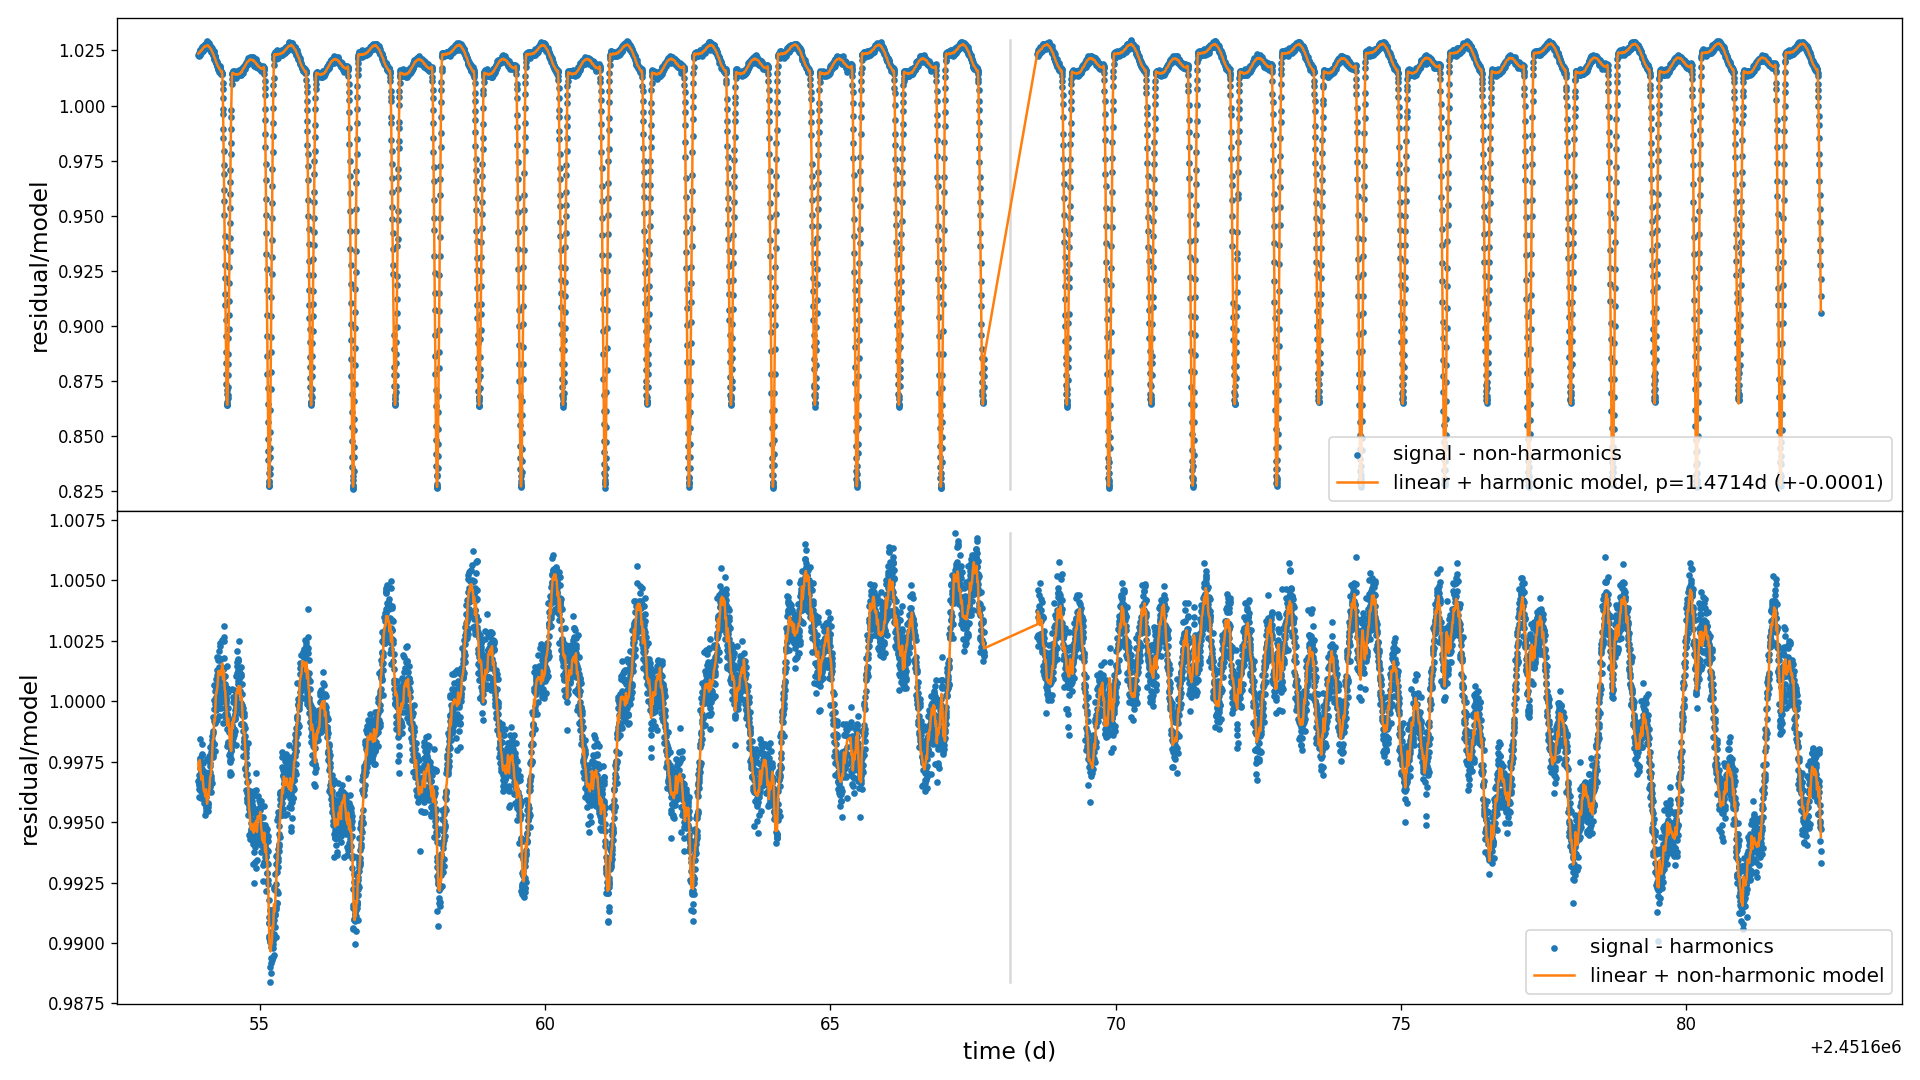 residual/model
1.025
1.000
0.975
0.950
0.925
0.900
0.875
0.850
0.825
signal - non-harmonics
linear + harmonic model, p=1.4714d (+-0.0001)
residual/model
1.0075
1.0050
1.0025
1.0000
0.9975
0.9950
0.9925
0.9900
0.9875
signal - harmonics
linear + non-harmonic model
55 60 65 70 75 80
time (d)
+2.4516e6